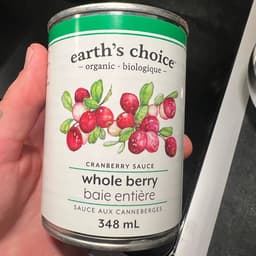 earth's choice
- organic · biologique -
CRANBERRY SAUCE
whole berry
baie entière
SAUCE AUX CANNEBERGES
348 mL